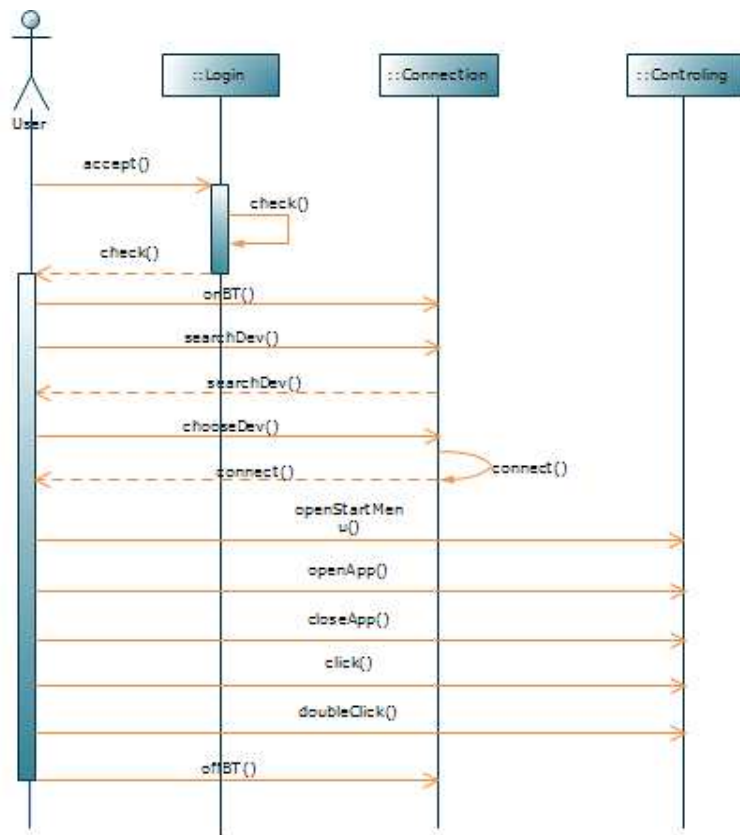 ::Login
::Connection
::Controling
User
accept()
check()
check()
onBT()
searchDev()
searchDev()
chooseDev()
connect()
connect()
openStartMen
u()
openApp()
closeApp()
click()
doubleClick()
offBT()